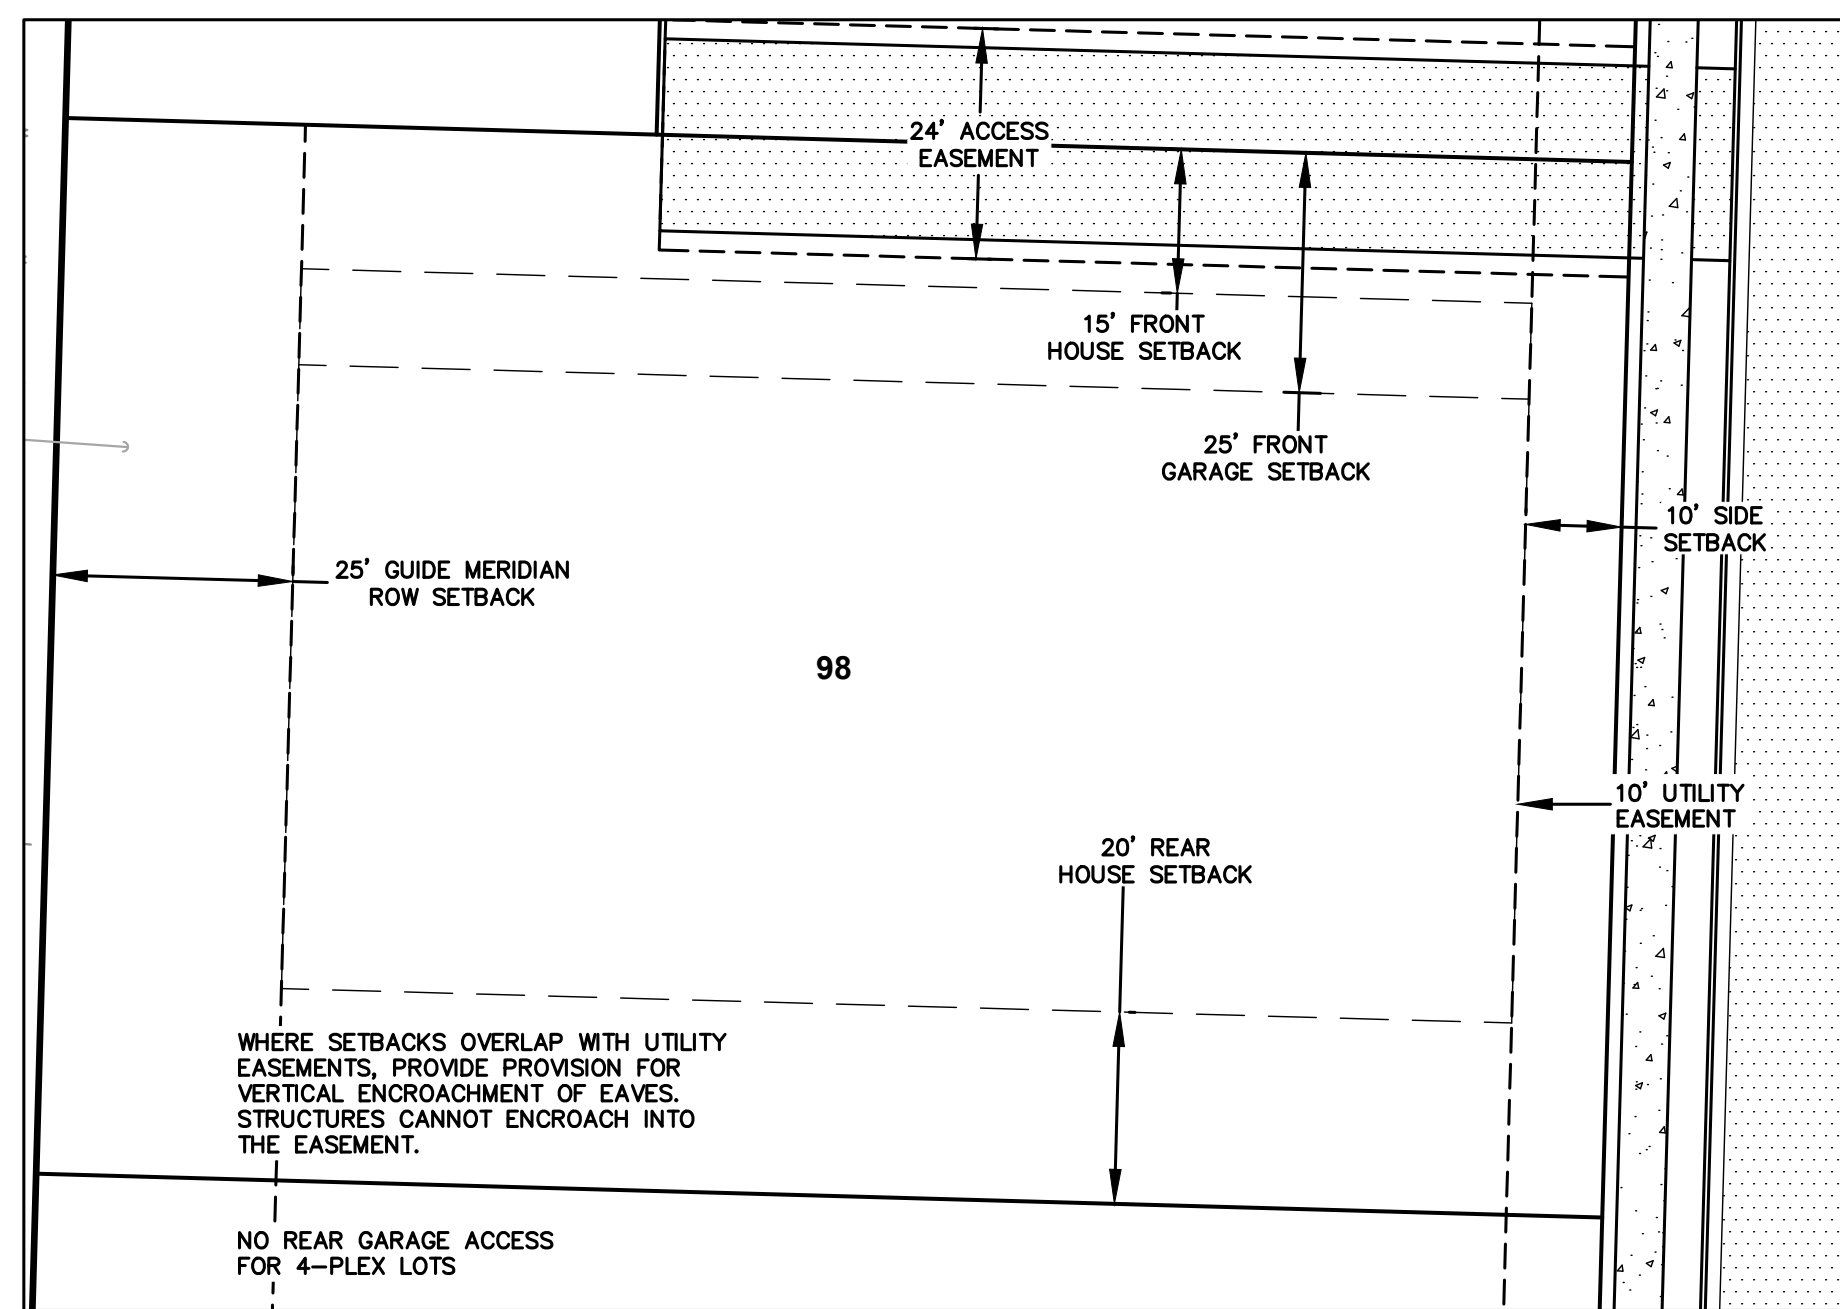 24' ACCESS
EASEMENT
15' FRONT
HOUSE SETBACK
25' FRONT
GARAGE SETBACK
10' SIDE
SETBACK
25' GUIDE MERIDIAN
ROW SETBACK
98
10' UTILITY
EASEMENT
20' REAR
HOUSE SETBACK
WHERE SETBACKS OVERLAP WITH UTILITY
EASEMENTS, PROVIDE PROVISION FOR
VERTICAL ENCROACHMENT OF EAVES.
STRUCTURES CANNOT ENCROACH INTO
THE EASEMENT.
NO REAR GARAGE ACCESS
FOR 4-PLEX LOTS